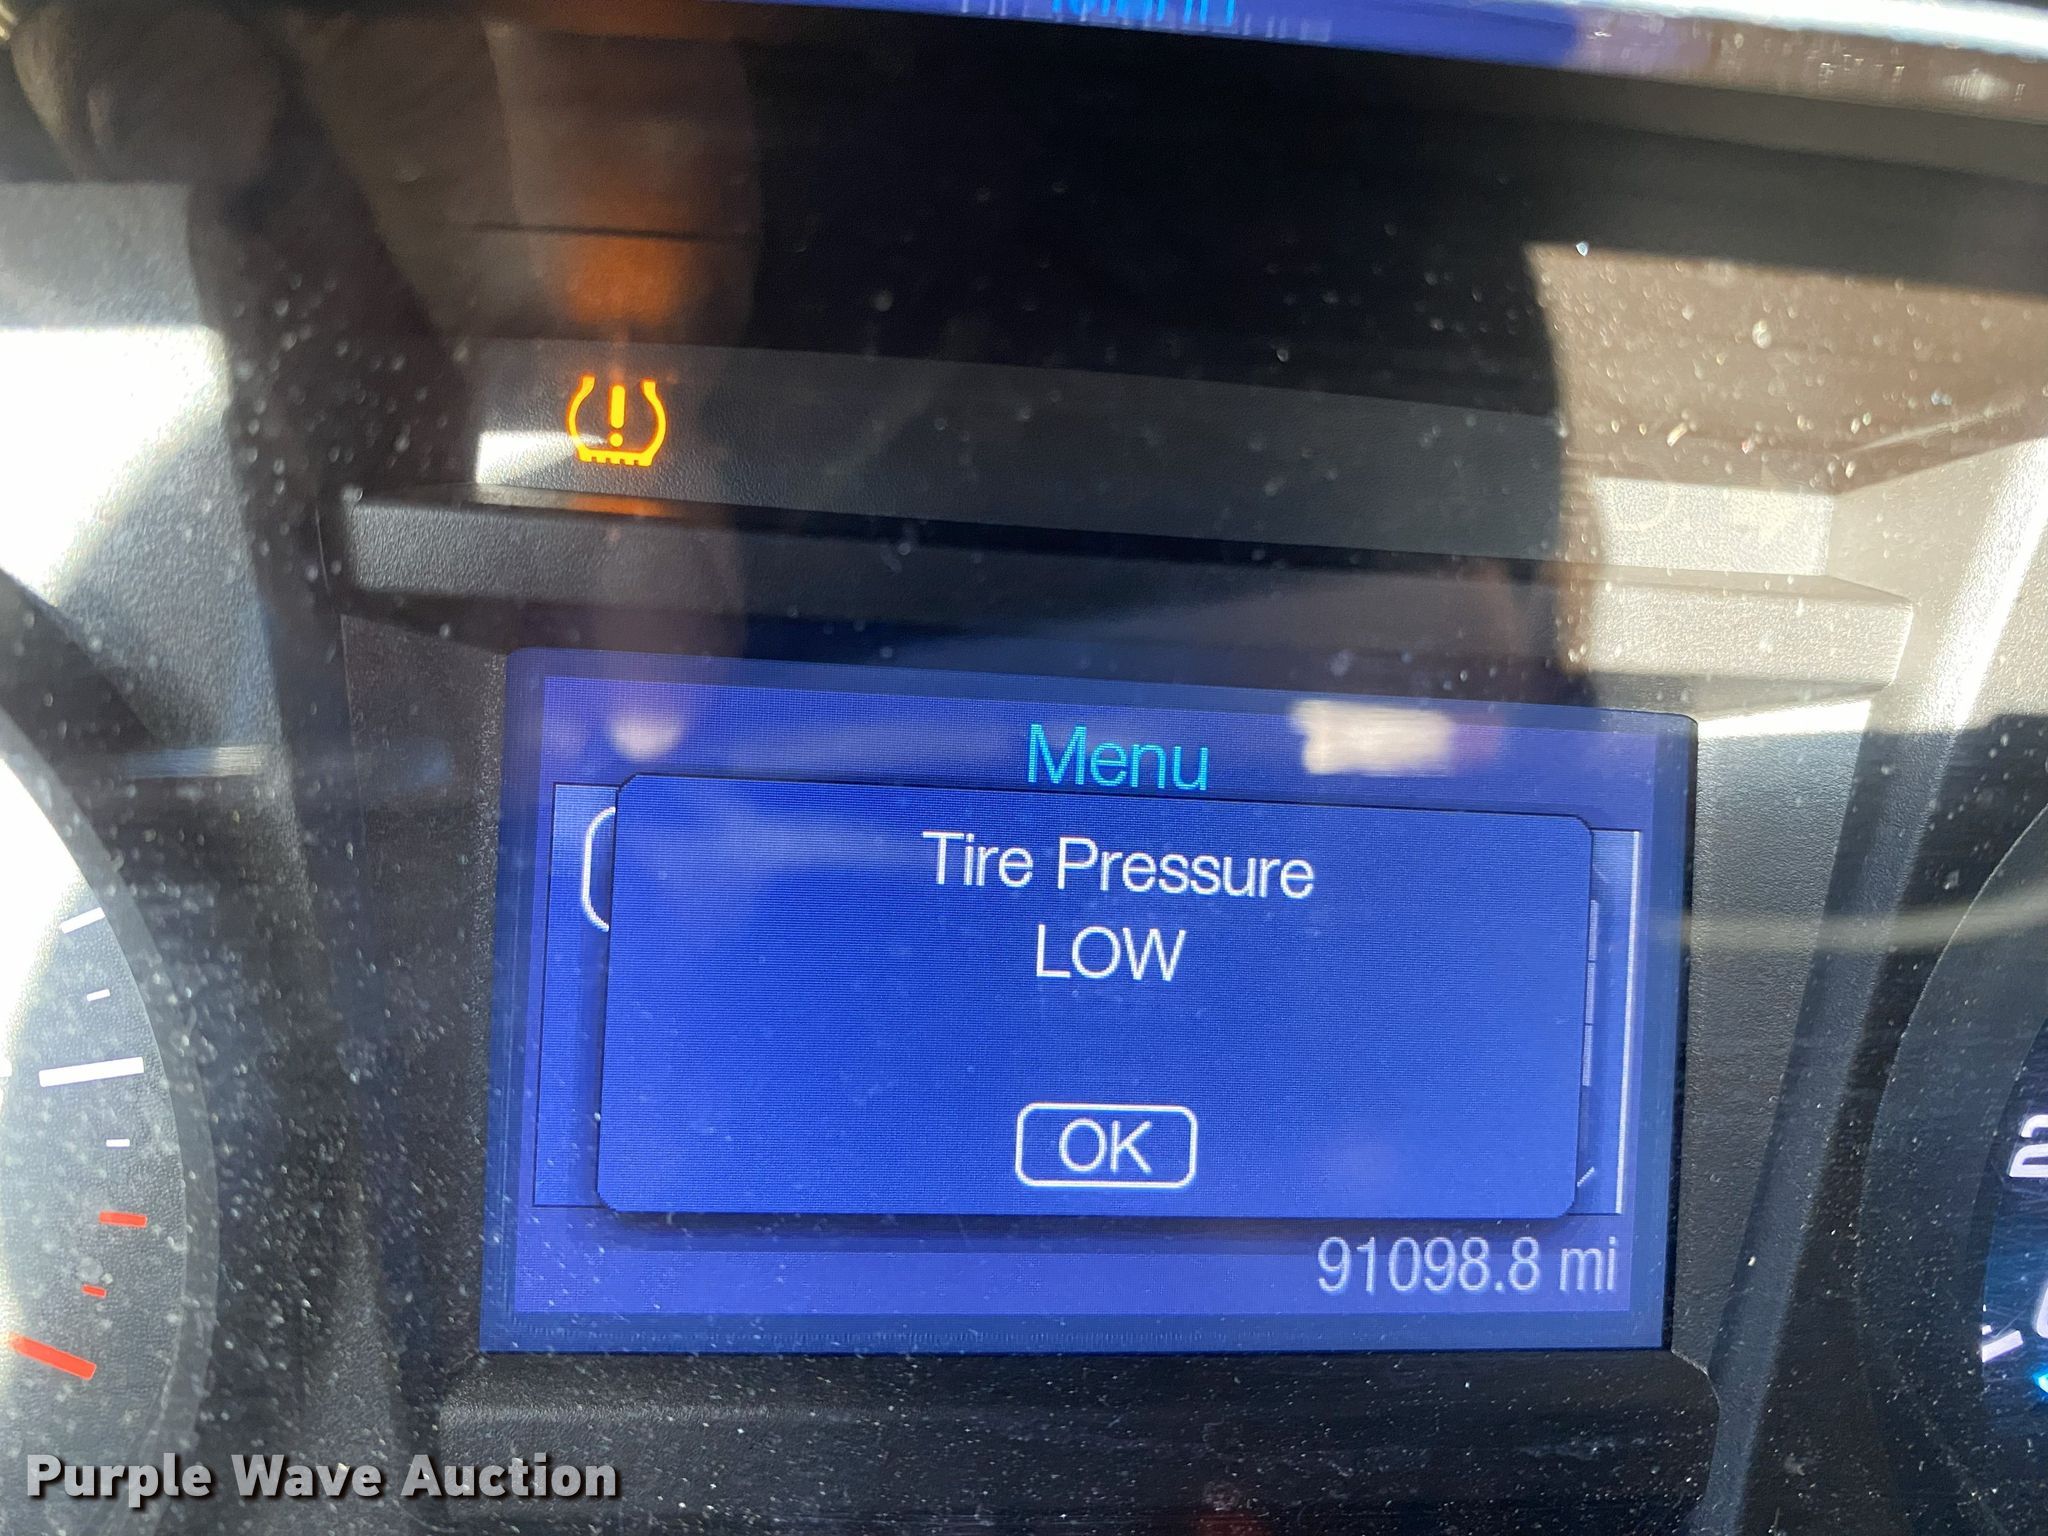 Menu
Tire Pressure
LOW
OK
91098.8 mi
Purple Wave Auction